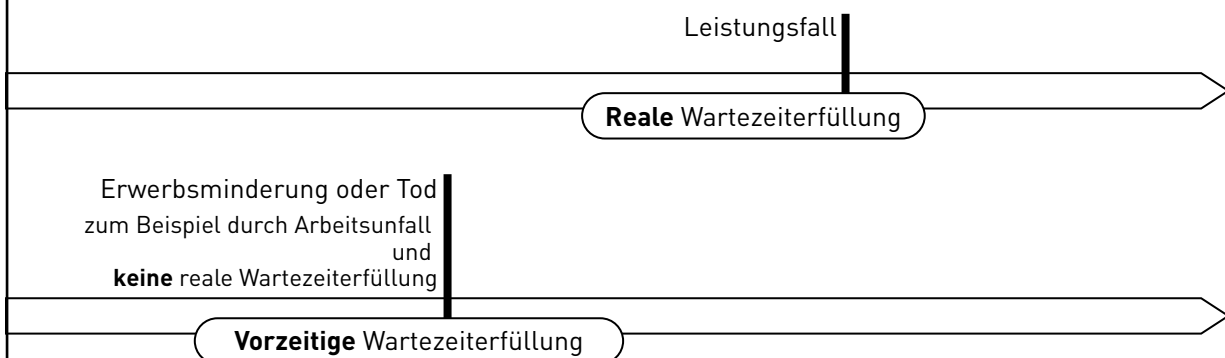 Leistungsfall
Reale Wartezeiterfüllung
Erwerbsminderung oder Tod
zum Beispiel durch Arbeitsunfall
und
keine reale Wartezeiterfüllung
Vorzeitige Wartezeiterfüllung